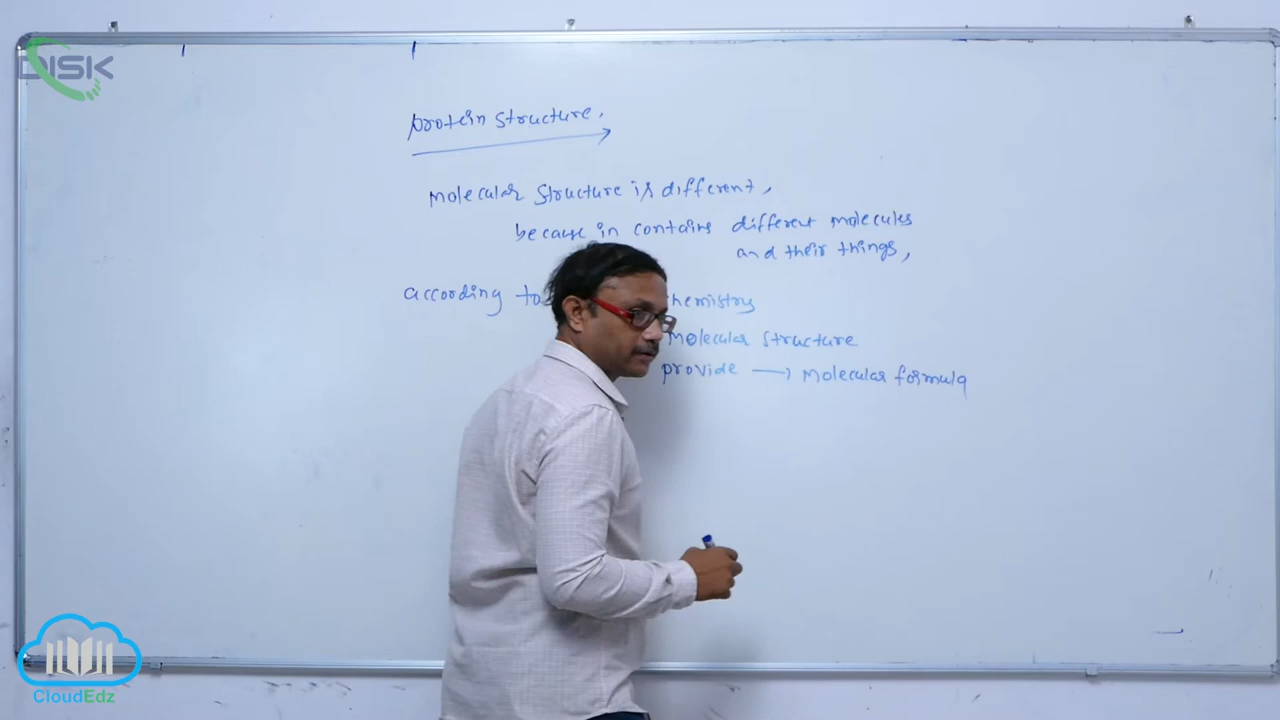 DISK
protein structure.
Molecular structure is different,
because in contains different molecules
and their things,
according to hemistry
Molecular structure
provide → Molecular formula
CloudEdz